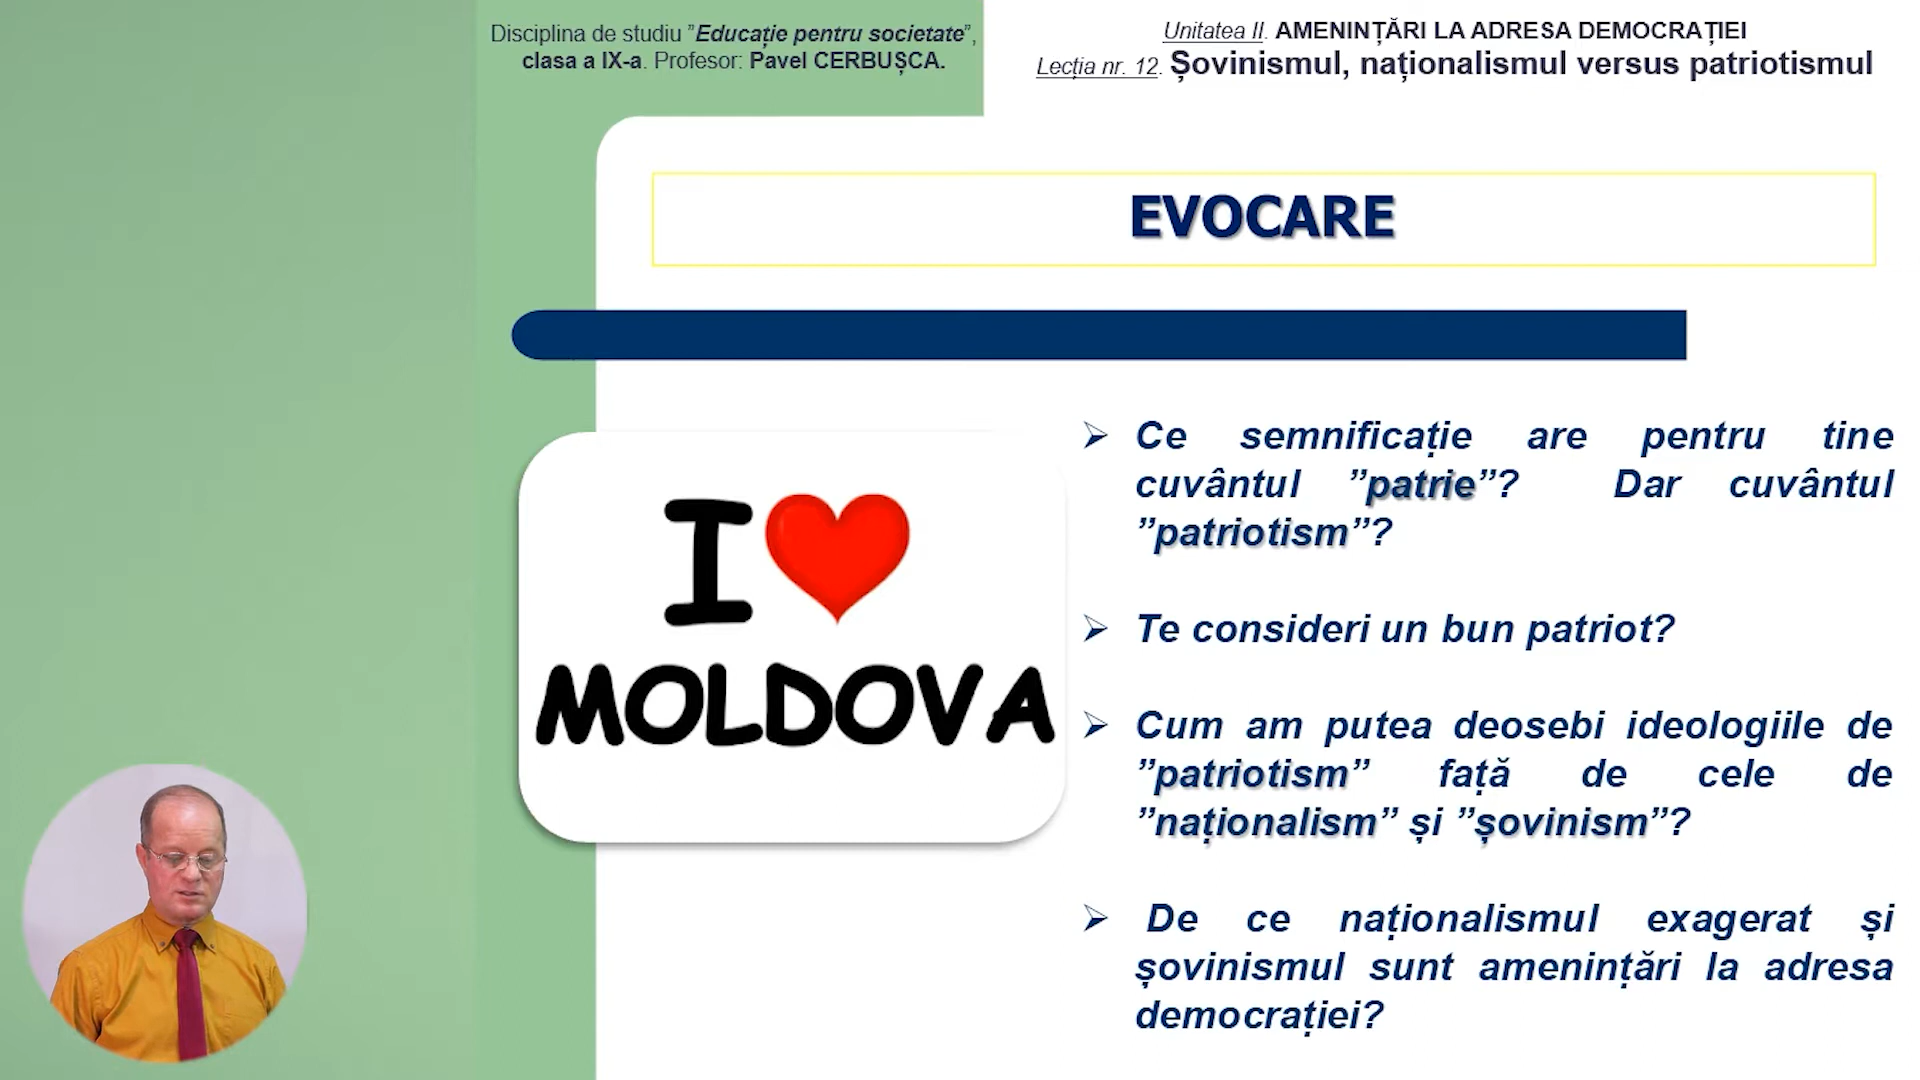 Disciplina de studiu ”Educație pentru societate”,
clasa a IX-a. Profesor: Pavel CERBUȘCA.
Unitatea II. AMENINȚĂRI LA ADRESA DEMOCRAȚIEI
Lecția nr. 12. Șovinismul, naționalismul versus patriotismul
EVOCARE
I
MOLDOVA
Ce semnificație are pentru tine
cuvântul ”patrie”? Dar cuvântul
”patriotism”?
Te consideri un bun patriot?
Cum am putea deosebi ideologiile de
”patriotism” față de cele de
”naționalism” și ”șovinism”?
De ce naționalismul exagerat și
șovinismul sunt amenințări la adresa
democrației?